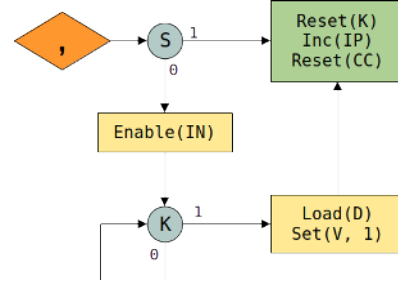 ,
S
1
0
Reset(K)
Inc(IP)
Reset(CC)
Enable(IN)
K
1
0
Load(D)
Set(V, 1)